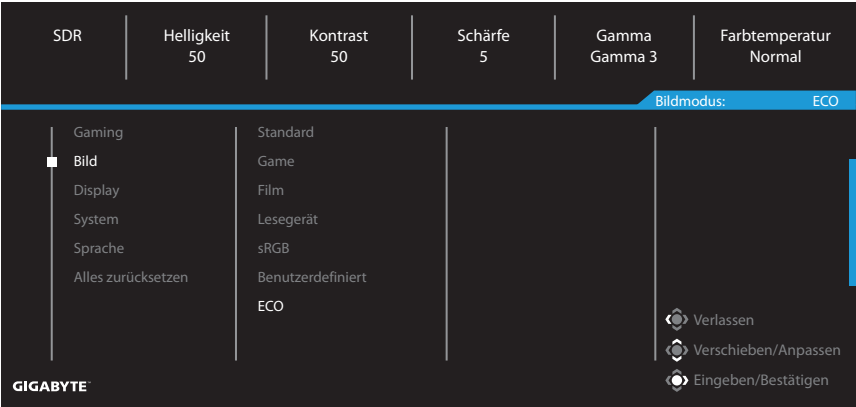 SDR
Helligkeit
50
Kontrast
50
Schärfe
5
Gamma
Gamma 3
Farbtemperatur
Normal
Bildmodus: ECO
Gaming
Bild
Display
System
Sprache
Alles zurücksetzen
Standard
Game
Film
Lesegerät
sRGB
Benutzerdefiniert
ECO
Verlassen
Verschieben/Anpassen
Eingeben/Bestätigen
GIGABYTE™